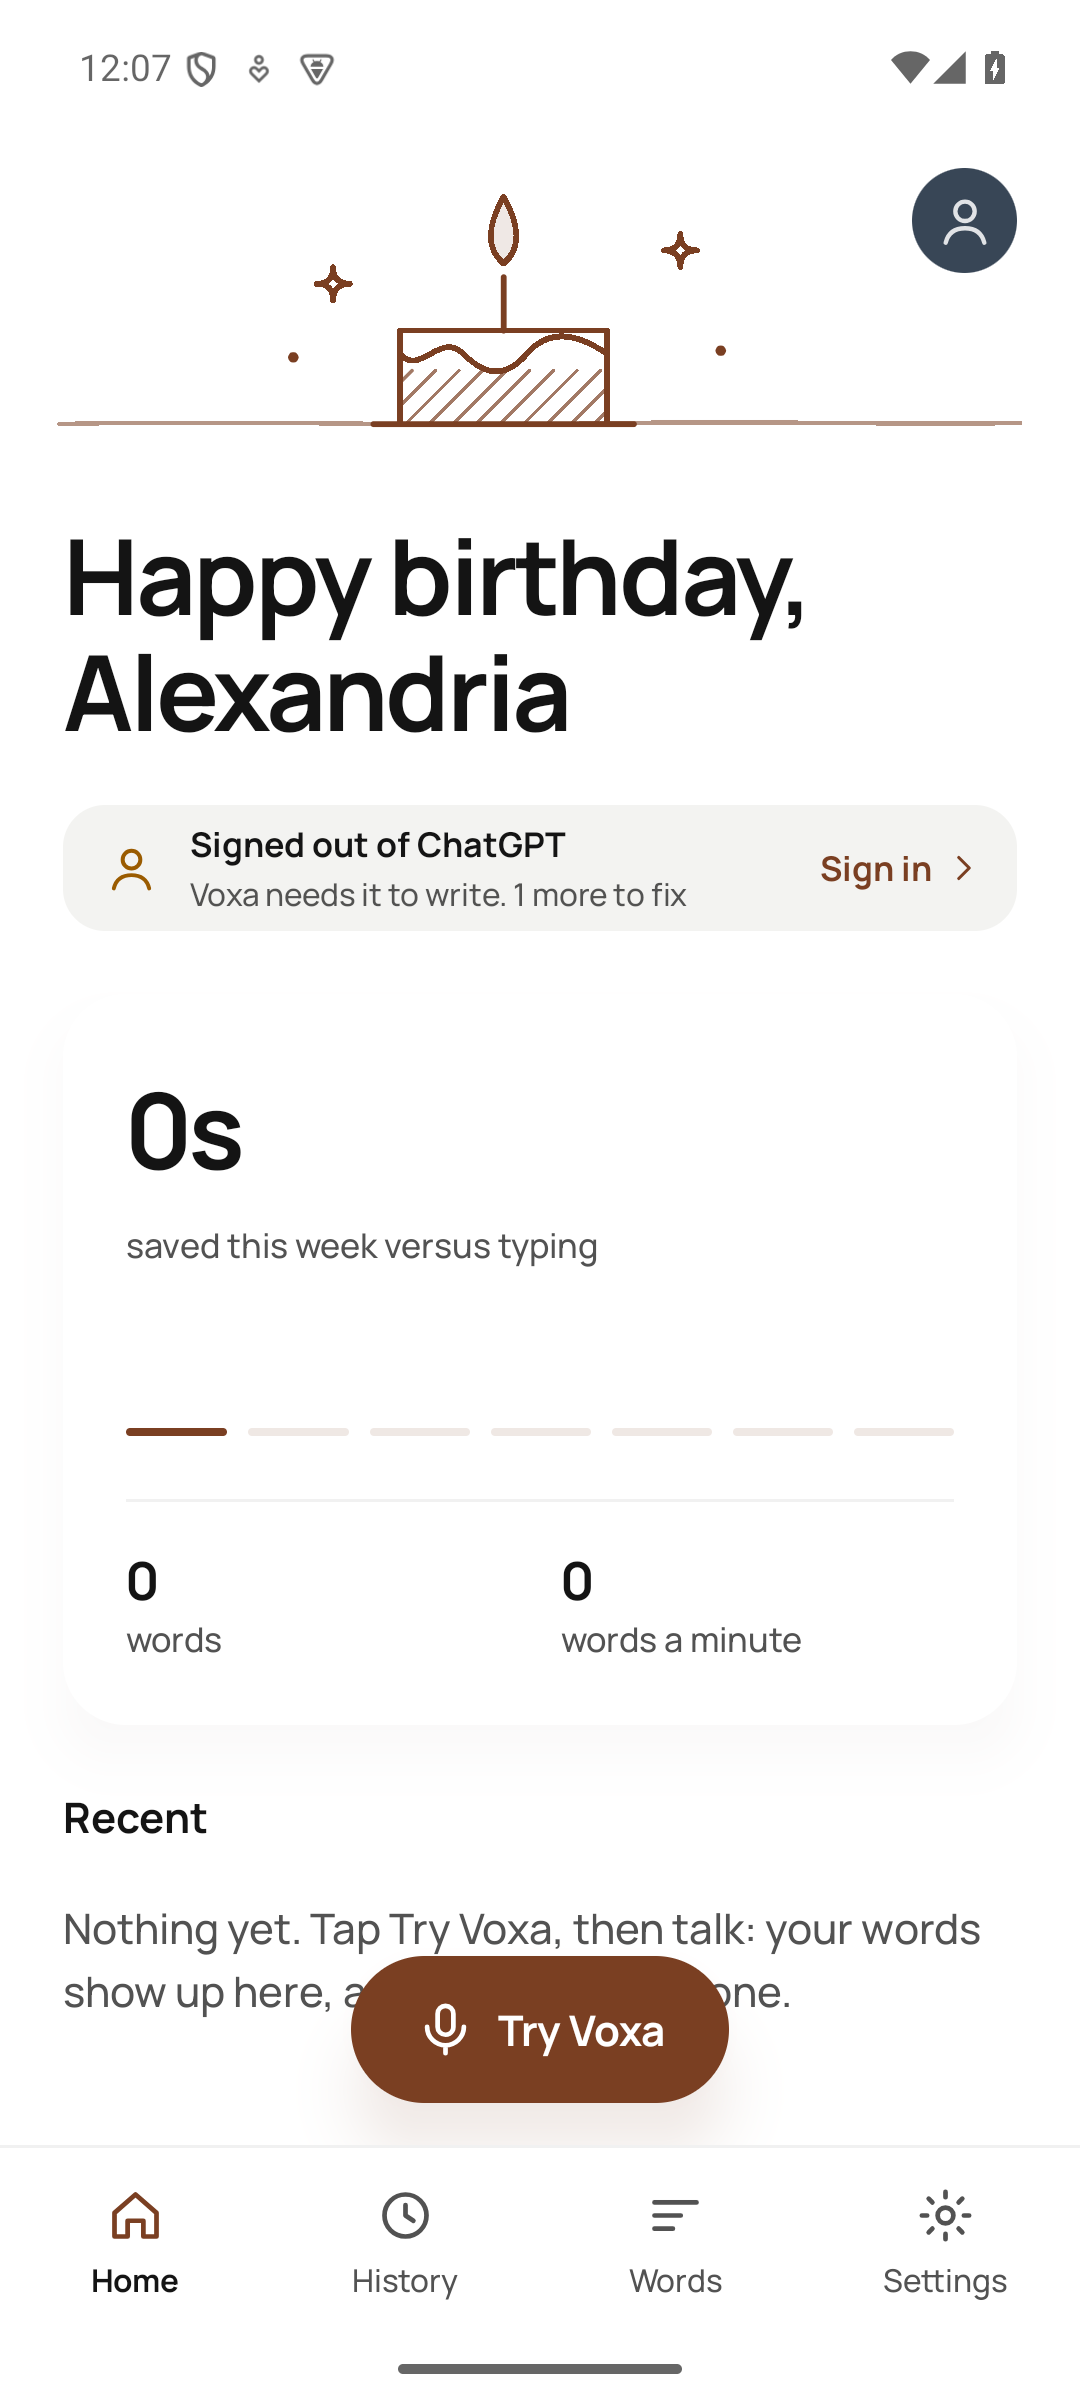 12:07
Happy birthday,
Alexandria
Signed out of ChatGPT
Voxa needs it to write. 1 more to fix
Sign in
0s
saved this week versus typing
0
words
0
words a minute
Recent
Nothing yet. Tap Try Voxa, then talk: your words
show up here,
Try Voxa
Home
History
Words
Settings